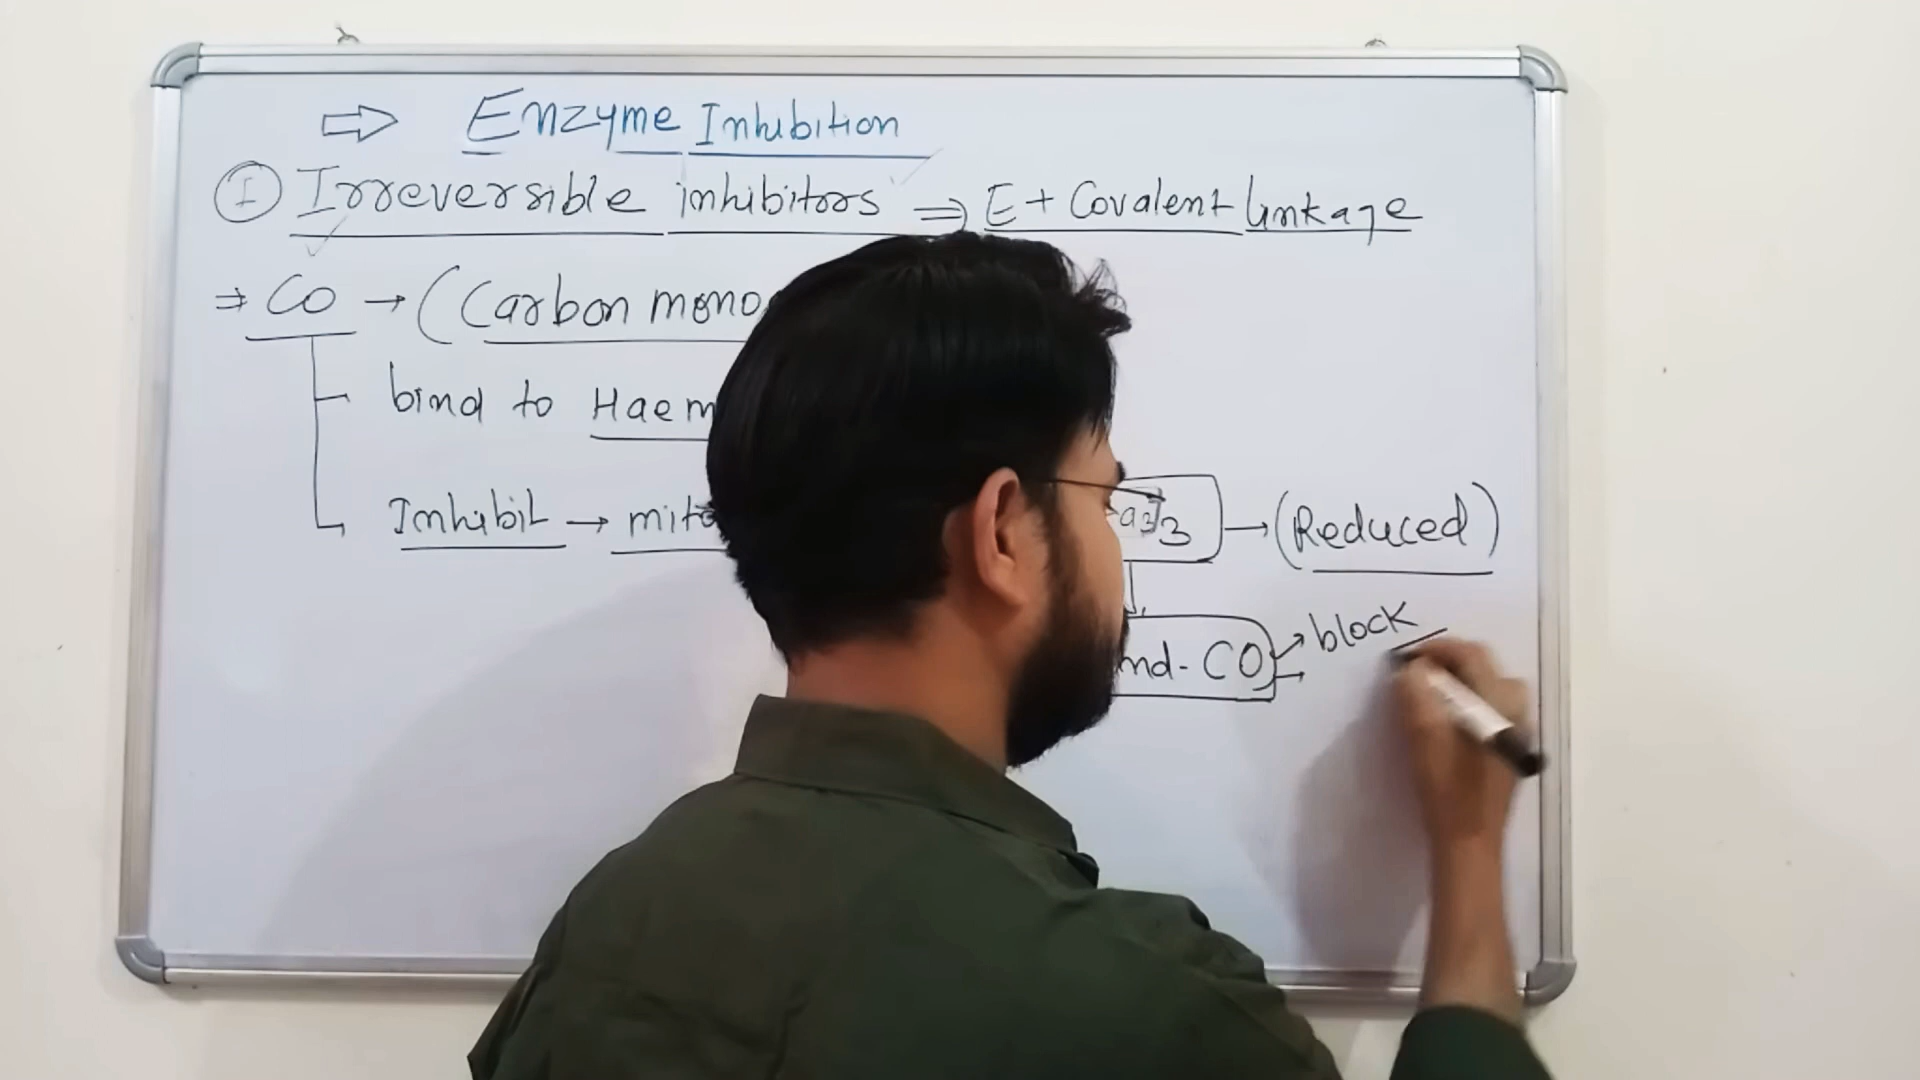 ⇒ Enzyme Inhibition
I Irreversible inhibitors ⇒ E + Covalent linkage
⇒ CO → (Carbon mono
bind to Haem
Inhibit → mito
a3]3 → (Reduced)
→ block
nd - CO →